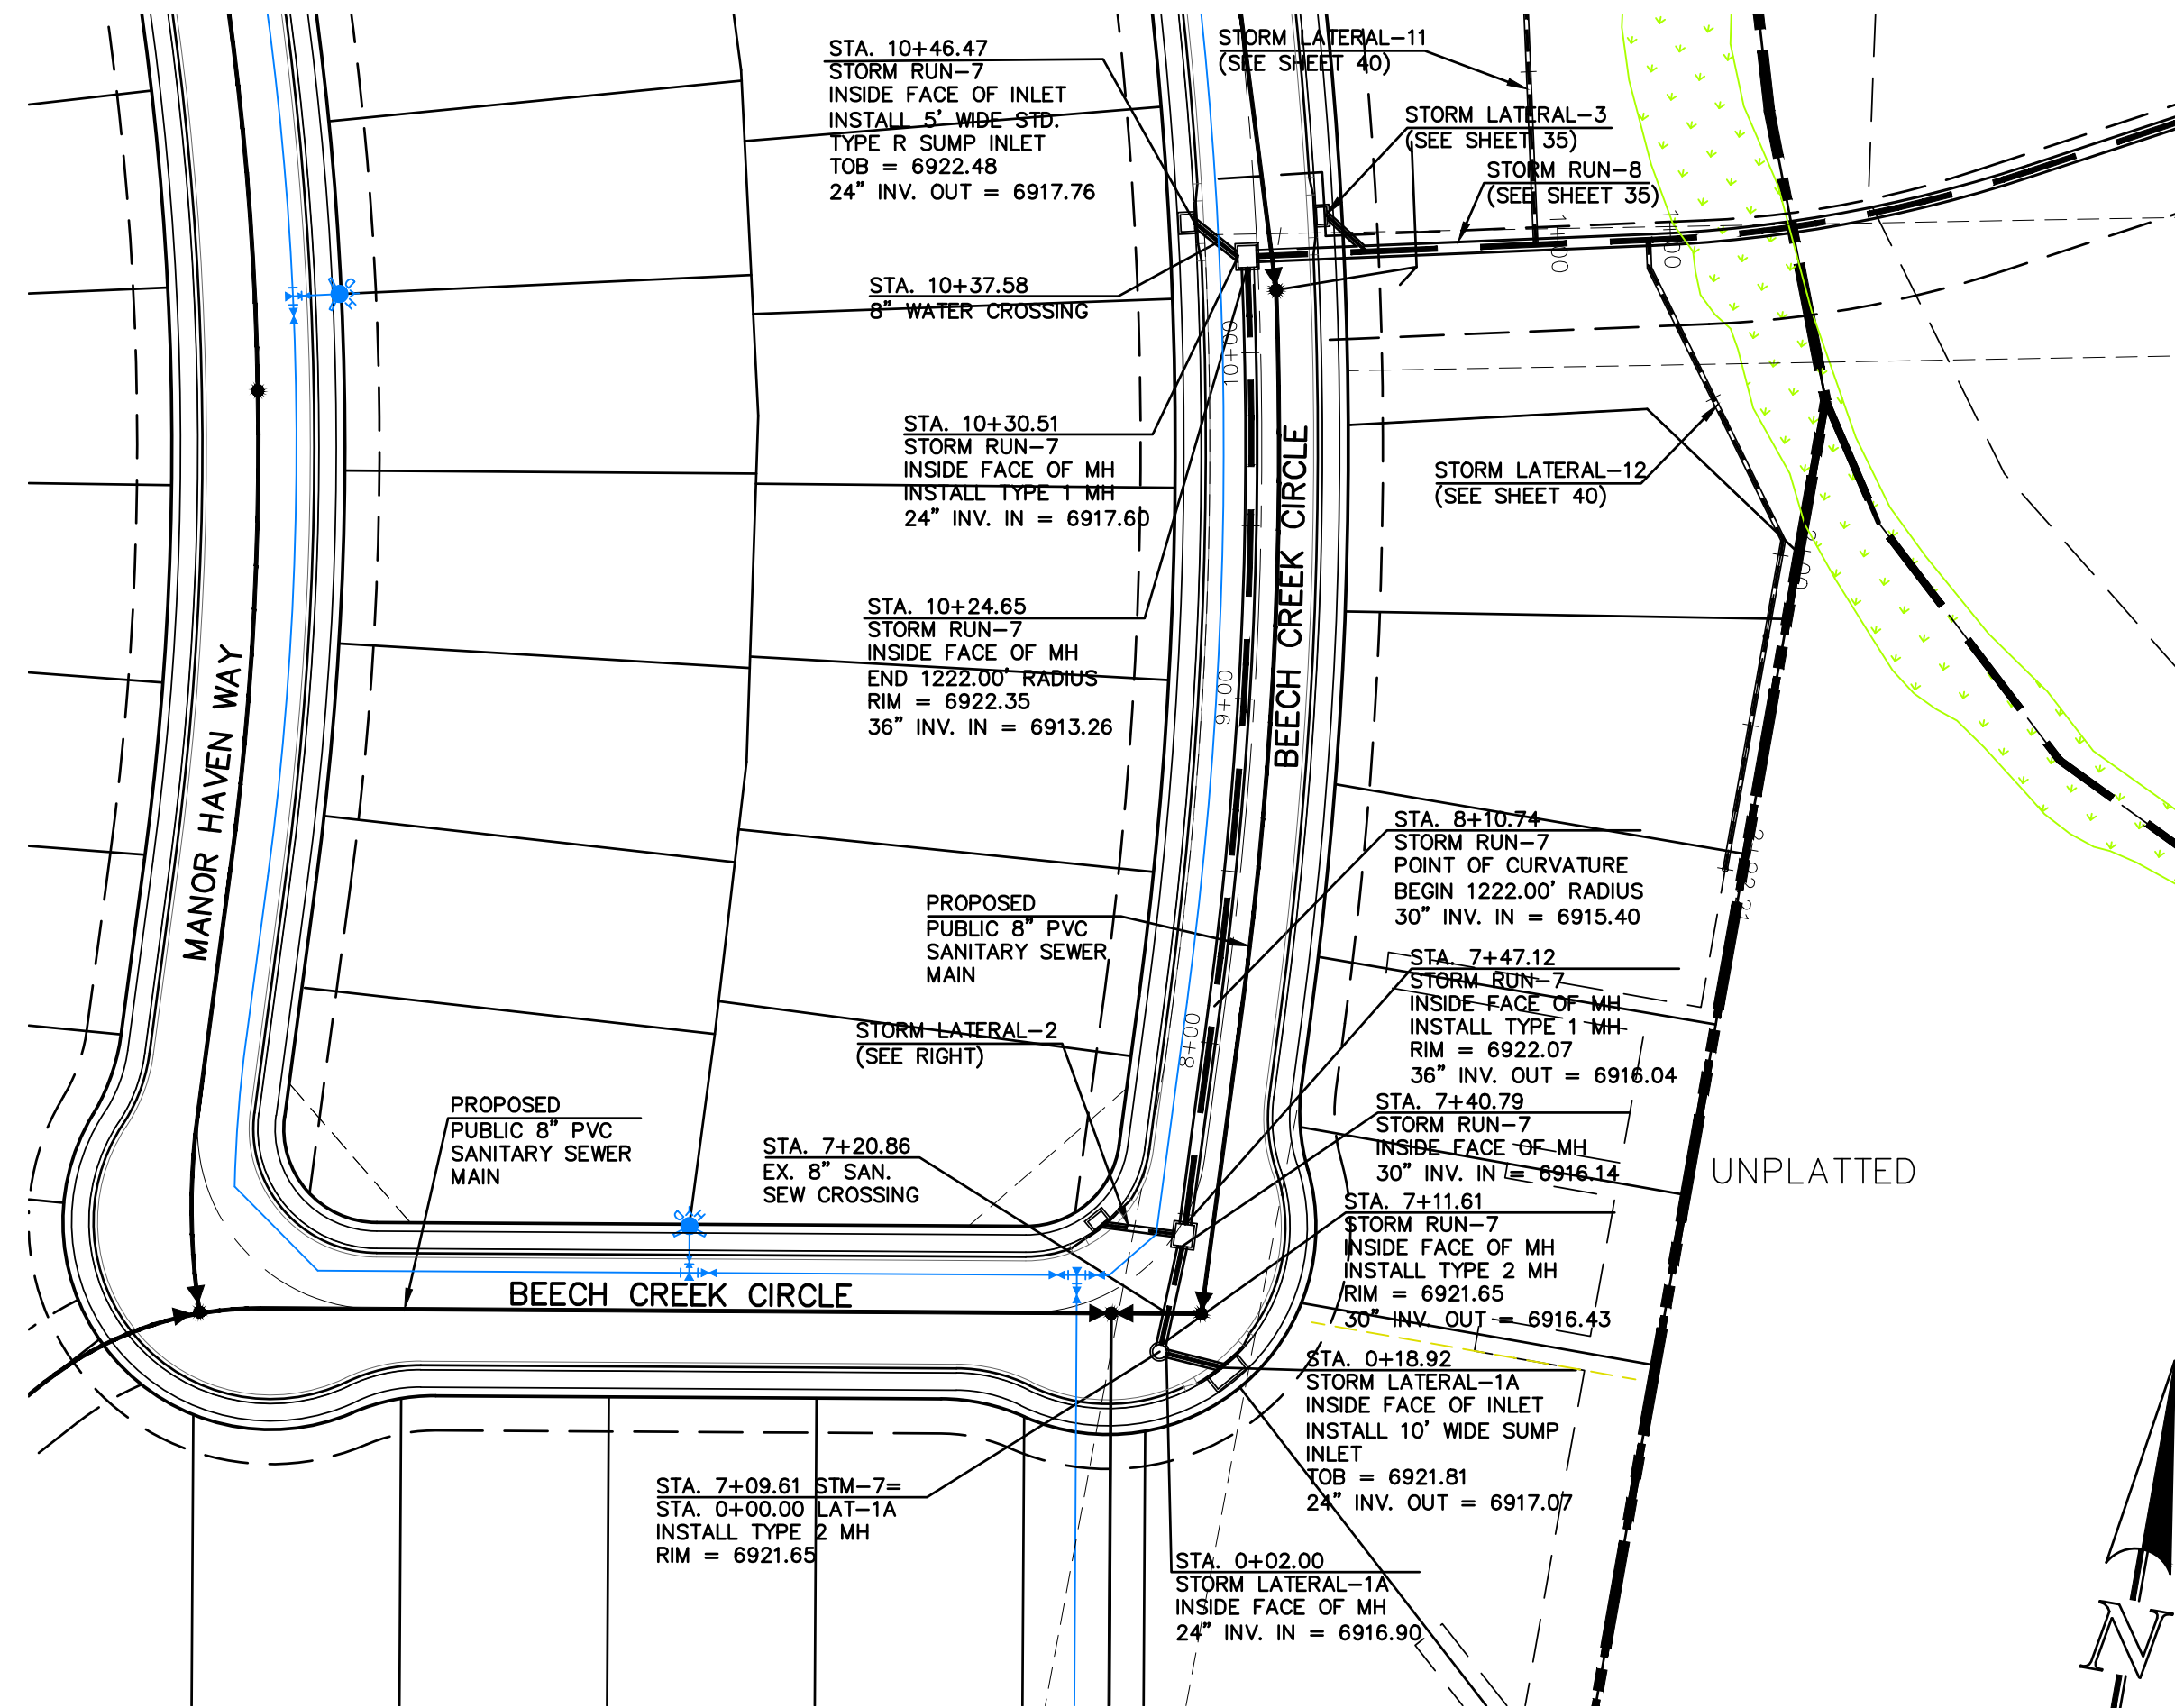 STA. 10+46.47
STORM RUN-7
INSIDE FACE OF INLET
INSTALL 5' WIDE STD.
TYPE R SUMP INLET
TOB = 6922.48
24" INV. OUT = 6917.76
STORM LATERAL-11
(SEE SHEET 40)
STORM LATERAL-3
(SEE SHEET 35)
STORM RUN-8
(SEE SHEET 35)
1+00
1+00
STA. 10+37.58
8" WATER CROSSING
10+00
STA. 10+30.51
STORM RUN-7
INSIDE FACE OF MH
INSTALL TYPE 1 MH
24" INV. IN = 6917.60
STORM LATERAL-12
(SEE SHEET 40)
2+00
BEECH CREEK CIRCLE
STA. 10+24.65
STORM RUN-7
INSIDE FACE OF MH
END 1222.00' RADIUS
RIM = 6922.35
36" INV. IN = 6913.26
9+00
MANOR HAVEN WAY
STA. 8+10.74
STORM RUN-7
POINT OF CURVATURE
BEGIN 1222.00' RADIUS
30" INV. IN = 6915.40
2+92.21
PROPOSED
PUBLIC 8" PVC
SANITARY SEWER
MAIN
STA. 7+47.12
STORM RUN-7
INSIDE FACE OF MH
INSTALL TYPE 1 MH
RIM = 6922.07
36" INV. OUT = 6916.04
STORM LATERAL-2
(SEE RIGHT)
8+00
PROPOSED
PUBLIC 8" PVC
SANITARY SEWER
MAIN
STA. 7+40.79
STORM RUN-7
INSIDE FACE OF MH
30" INV. IN = 6916.14
UNPLATTED
STA. 7+20.86
EX. 8" SAN.
SEW CROSSING
STA. 7+11.61
STORM RUN-7
INSIDE FACE OF MH
INSTALL TYPE 2 MH
RIM = 6921.65
30" INV. OUT = 6916.43
BEECH CREEK CIRCLE
STA. 0+18.92
STORM LATERAL-1A
INSIDE FACE OF INLET
INSTALL 10' WIDE SUMP
INLET
TOB = 6921.81
24" INV. OUT = 6917.07
STA. 7+09.61 STM-7=
STA. 0+00.00 LAT-1A
INSTALL TYPE 2 MH
RIM = 6921.65
STA. 0+02.00
STORM LATERAL-1A
INSIDE FACE OF MH
24" INV. IN = 6916.90
N